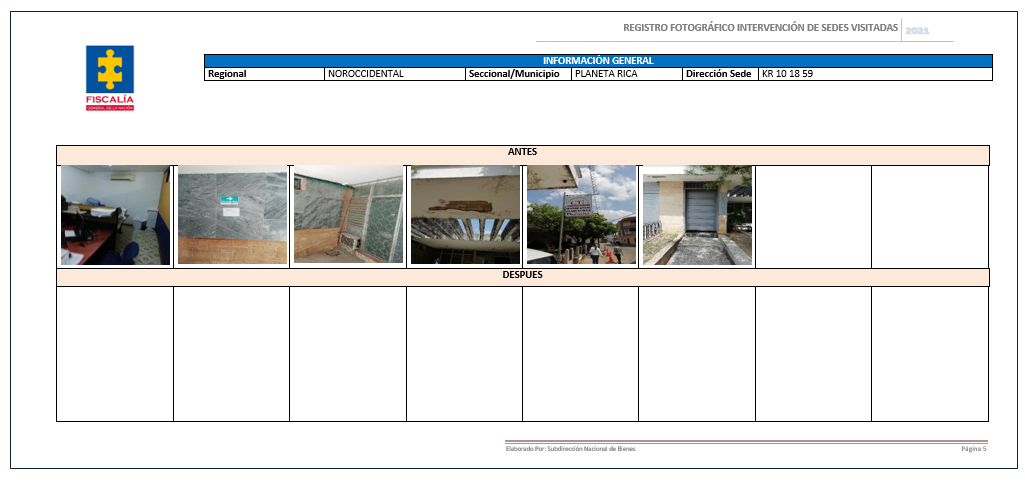 REGISTRO FOTOGRÁFICO INTERVENCIÓN DE SEDES VISITADAS 2021
FISCALÍA
GENERAL DE LA NACIÓN
INFORMACIÓN GENERAL
Regional NOROCCIDENTAL Seccional/Municipio PLANETA RICA Dirección Sede KR 10 18 59
ANTES
DESPUES
Elaborado Por: Subdirección Nacional de Bienes Página 5